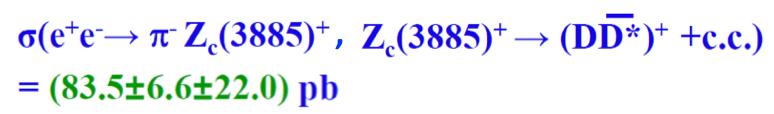 σ(e⁺e⁻→ π⁻ Z_c(3885)⁺, Z_c(3885)⁺→ (DD̅*)⁺ +c.c.)
= (83.5±6.6±22.0) pb